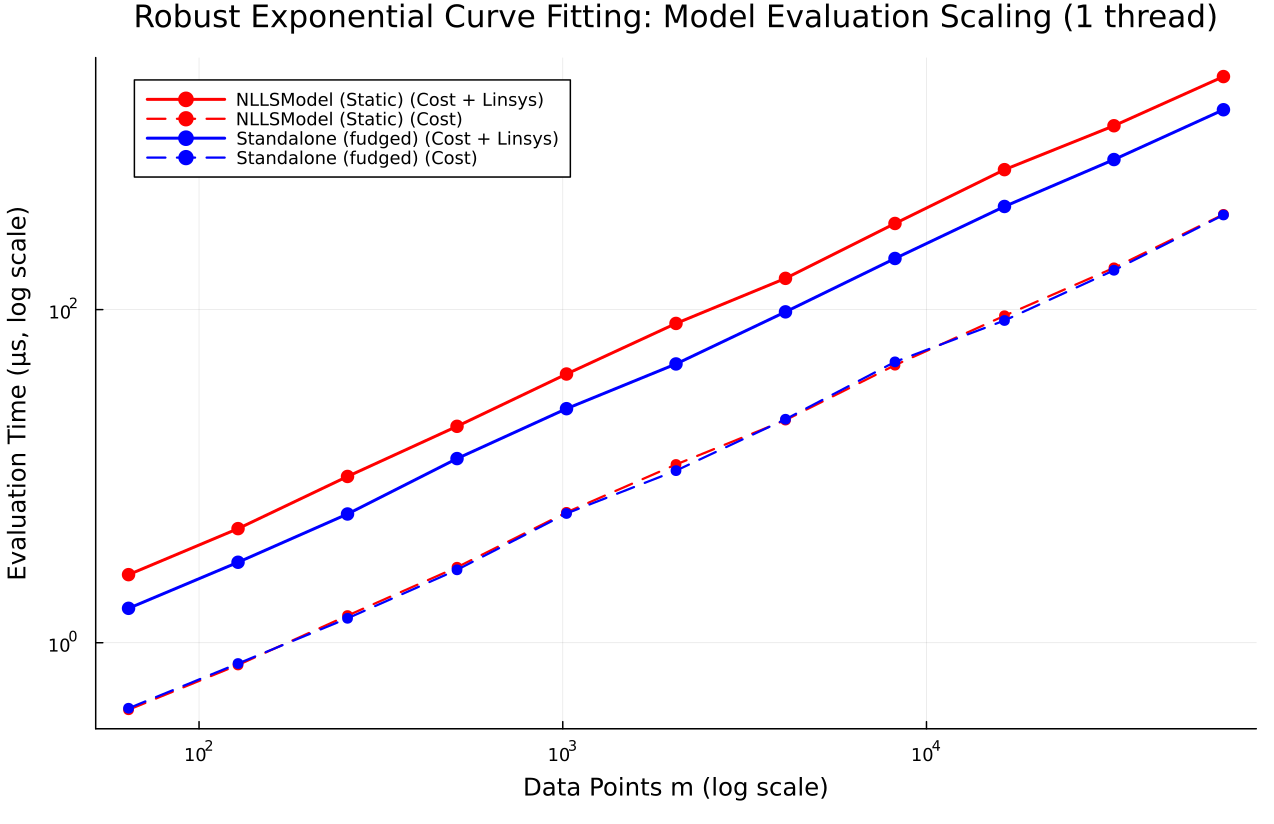 Robust Exponential Curve Fitting: Model Evaluation Scaling (1 thread)
NLLSModel (Static) (Cost + Linsys)
NLLSModel (Static) (Cost)
Standalone (fudged) (Cost + Linsys)
Standalone (fudged) (Cost)
Evaluation Time (μs, log scale)
10²
10⁰
10² 10³ 10⁴
Data Points m (log scale)